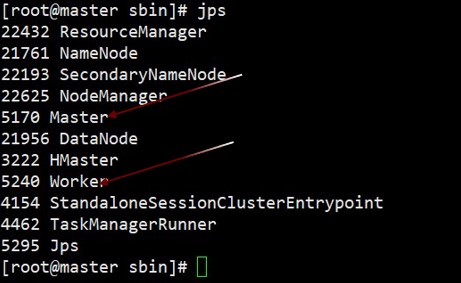 [root@master sbin]# jps
22432 ResourceManager
21761 NameNode
22193 SecondaryNameNode
22625 NodeManager
5170 Master
21956 DataNode
3222 HMaster
5240 Worker
4154 StandaloneSessionClusterEntrypoint
4462 TaskManagerRunner
5295 Jps
[root@master sbin]#